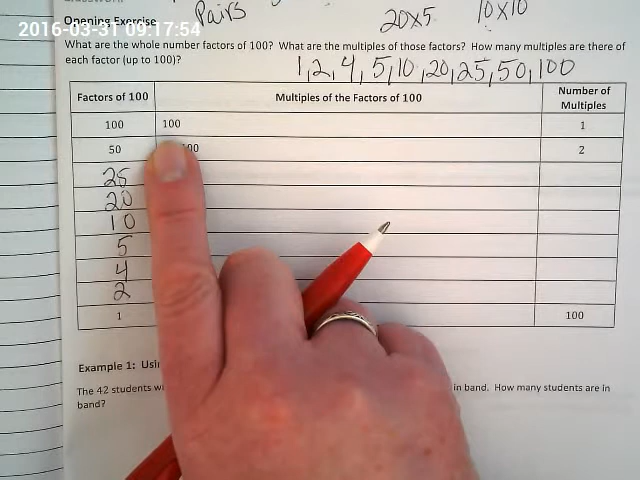 2016-03-31 09:17:54
Opening Exercise
Pairs
20x5 10x10
What are the whole number factors of 100? What are the multiples of those factors? How many multiples are there of
each factor (up to 100)?
1,2,4,5,10,20,25,50,100
Factors of 100 Multiples of the Factors of 100 Number of Multiples
100 100 1
50 100 2
25
20
10
5
4
2
1 100
Example 1:
The 42 students in band. How many students are in
band?